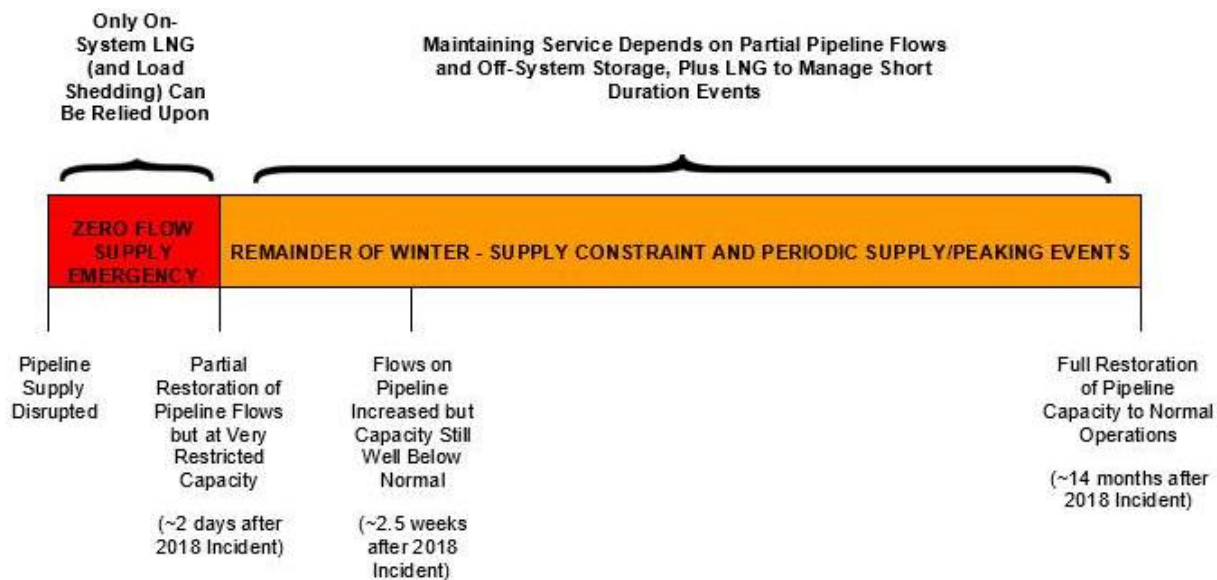 Only On-
System LNG
(and Load
Shedding) Can
Be Relied Upon
Maintaining Service Depends on Partial Pipeline Flows
and Off-System Storage, Plus LNG to Manage Short
Duration Events
ZERO FLOW
SUPPLY
EMERGENCY
REMAINDER OF WINTER - SUPPLY CONSTRAINT AND PERIODIC SUPPLY/PEAKING EVENTS
Pipeline
Supply
Disrupted
Partial
Restoration of
Pipeline Flows
but at Very
Restricted
Capacity
(~2 days after
2018 Incident)
Flows on
Pipeline
Increased but
Capacity Still
Well Below
Normal
(~2.5 weeks
after 2018
Incident)
Full Restoration
of Pipeline
Capacity to Normal
Operations
(~14 months after
2018 Incident)